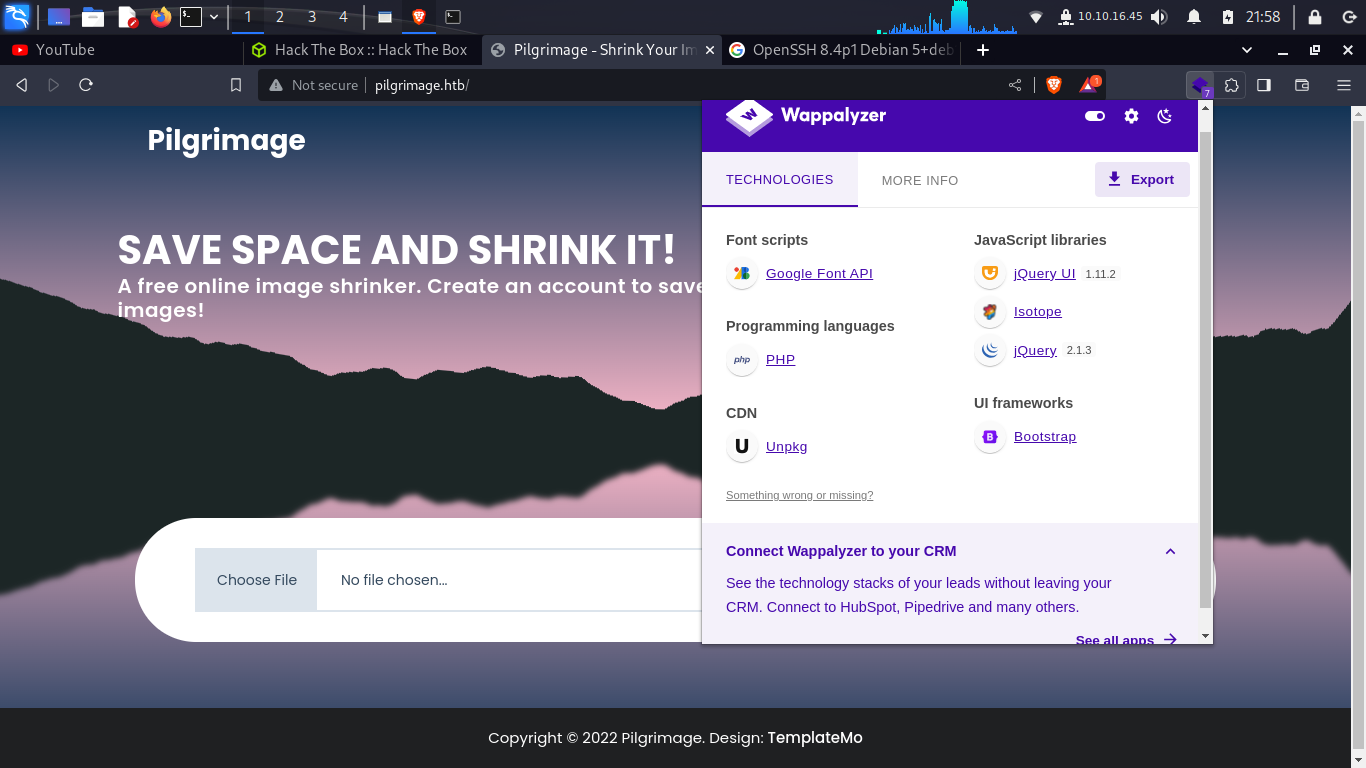 1 2 3 4 10.10.16.45 21:58
YouTube Hack The Box :: Hack The Box Pilgrimage - Shrink Your Im OpenSSH 8.4p1 Debian 5+deb
Not secure pilgrimage.htb/ 1 7
Pilgrimage
SAVE SPACE AND SHRINK IT!
A free online image shrinker. Create an account to save
images!
Choose File No file chosen...
Wappalyzer
TECHNOLOGIES MORE INFO Export
Font scripts
Google Font API
Programming languages
php PHP
CDN
U Unpkg
JavaScript libraries
jQuery UI 1.11.2
Isotope
jQuery 2.1.3
UI frameworks
B Bootstrap
Something wrong or missing?
Connect Wappalyzer to your CRM
See the technology stacks of your leads without leaving your
CRM. Connect to HubSpot, Pipedrive and many others.
See all apps
Copyright © 2022 Pilgrimage. Design: TemplateMo